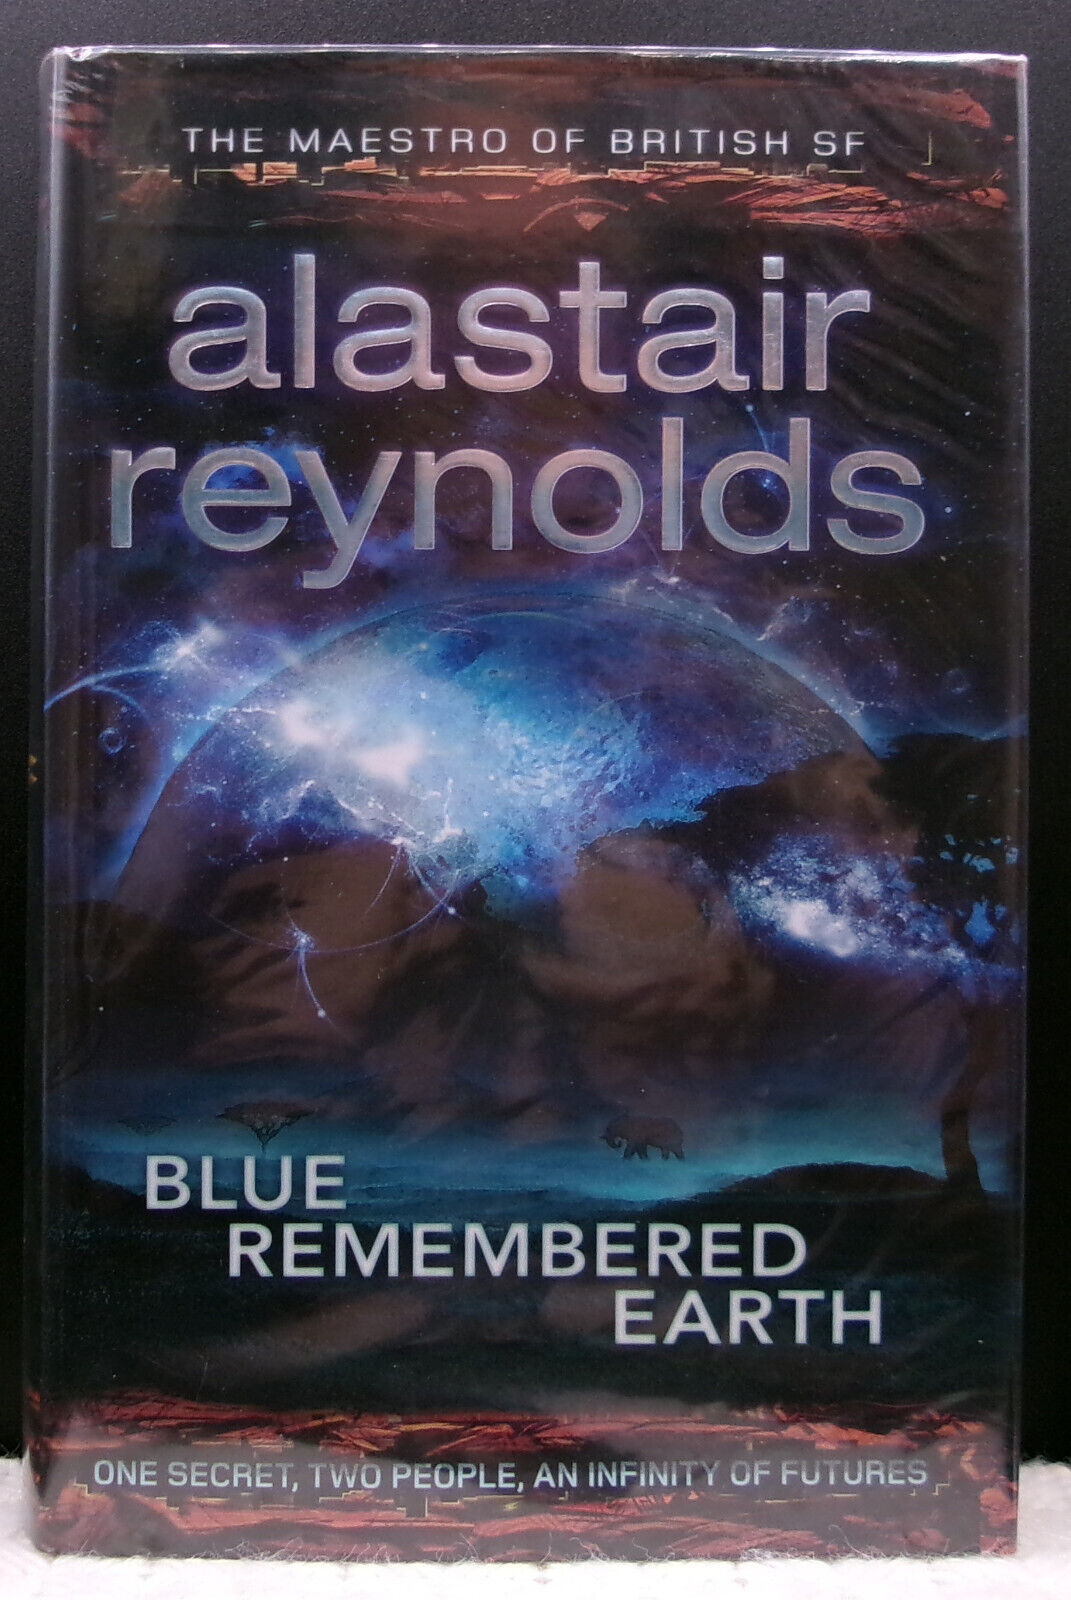 THE MAESTRO OF BRITISH SF
alastair
reynolds
BLUE
REMEMBERED
EARTH
ONE SECRET, TWO PEOPLE, AN INFINITY OF FUTURES